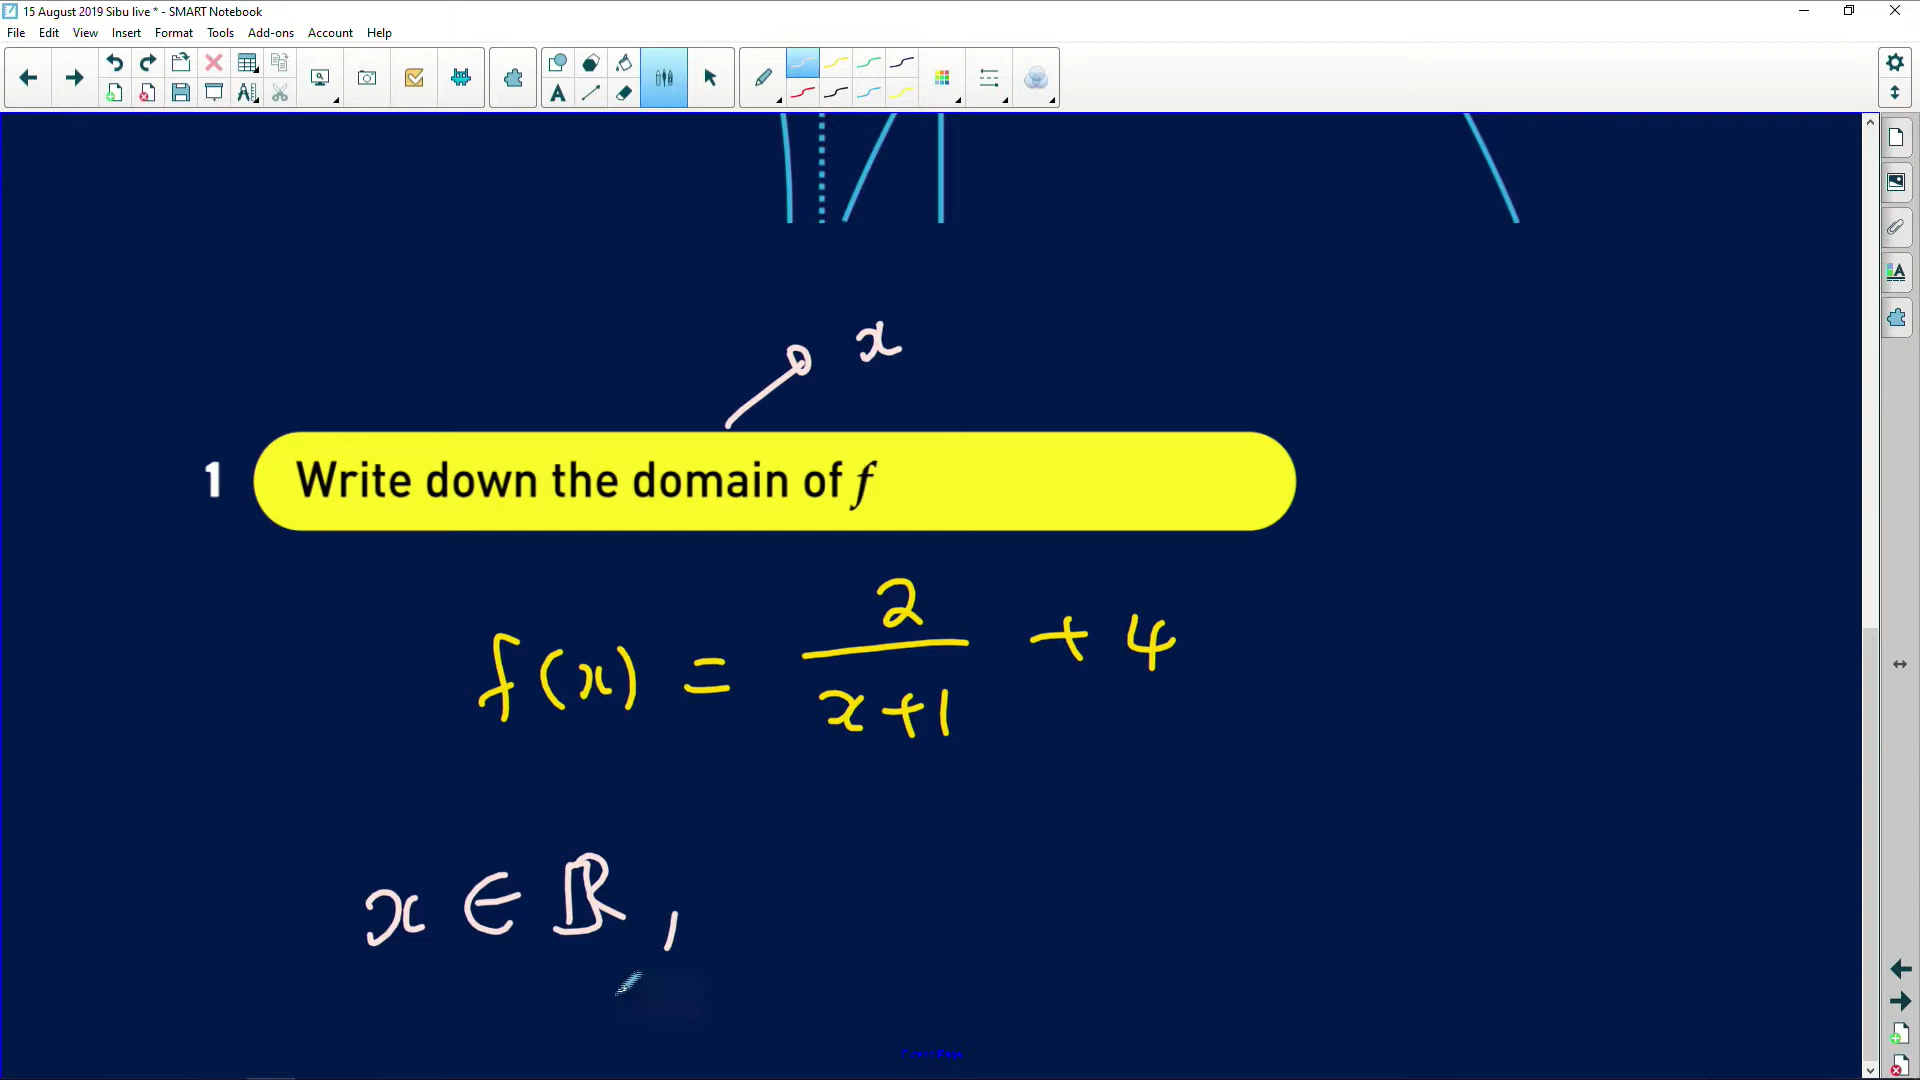 15 August 2019 Sibu live * - SMART Notebook
File Edit View Insert Format Tools Add-ons Account Help
x
1 Write down the domain of f
f(x) = 2/(x+1) + 4
x ∈ ℝ ,